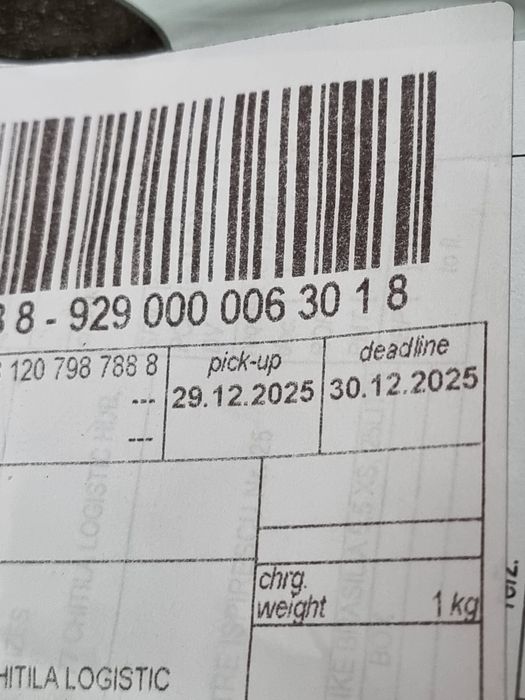 8 - 929 000 006 30 1 8
120 798 788 8
pick-up
deadline
---
29.12.2025
30.12.2025
---
chrg.
weight
1 kg
HITILA LOGISTIC